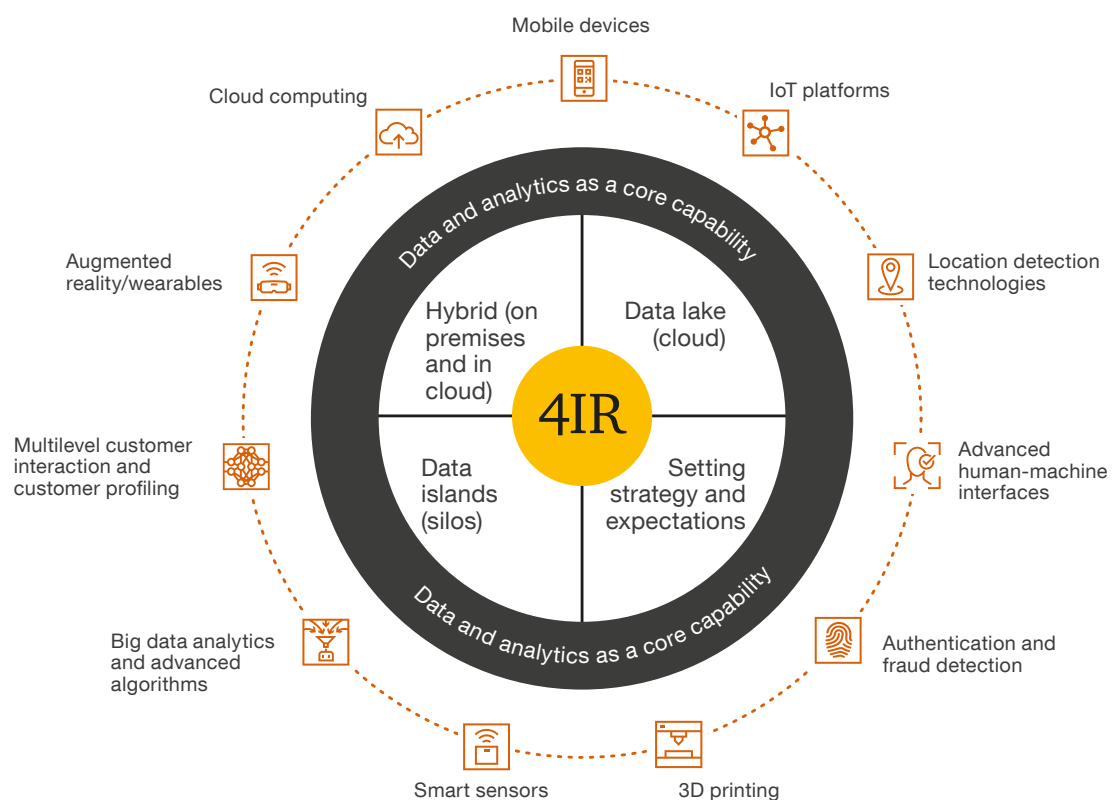 Mobile devices
Cloud computing
IoT platforms
Data and analytics as a core capability
Augmented
reality/wearables
Location detection
technologies
Hybrid (on
premises
and in
cloud)
Data lake
(cloud)
4IR
Multilevel customer
interaction and
customer profiling
Data
islands
(silos)
Setting
strategy and
expectations
Advanced
human-machine
interfaces
Data and analytics as a core capability
Big data analytics
and advanced
algorithms
Authentication and
fraud detection
Smart sensors
3D printing